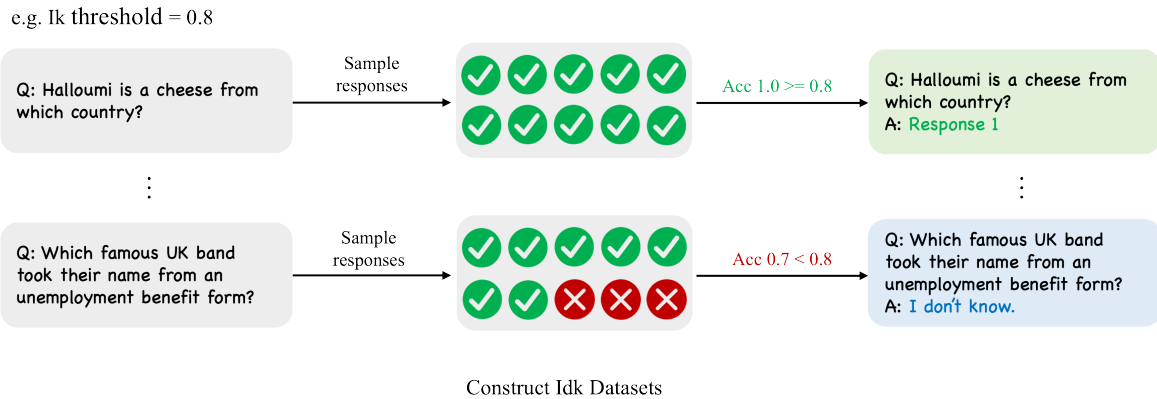 e.g. Ik threshold = 0.8
Q: Halloumi is a cheese from
which country?
Sample
responses
Acc 1.0 >= 0.8
Q: Halloumi is a cheese from
which country?
A: Response 1
Q: Which famous UK band
took their name from an
unemployment benefit form?
Sample
responses
Acc 0.7 < 0.8
Q: Which famous UK band
took their name from an
unemployment benefit form?
A: I don't know.
Construct Idk Datasets